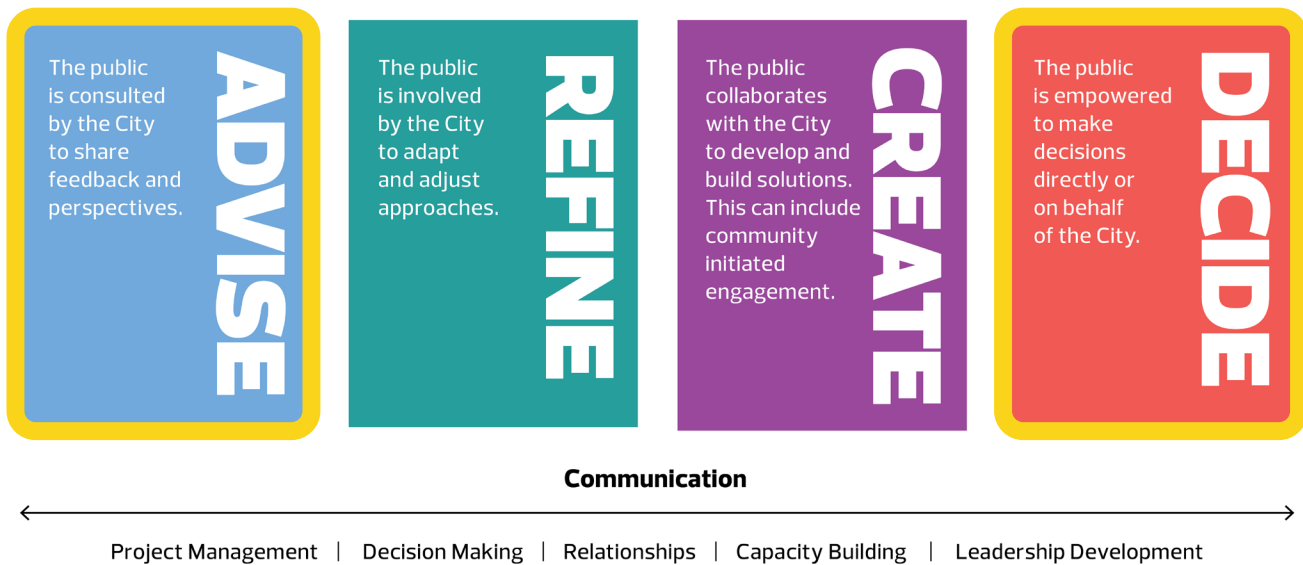 The public
is consulted
by the City
to share
feedback and
perspectives.
ADVISE
The public
is involved
by the City
to adapt
and adjust
approaches.
REFINE
The public
collaborates
with the City
to develop and
build solutions.
This can include
community
initiated
engagement.
CREATE
The public
is empowered
to make
decisions
directly or
on behalf
of the City.
DECIDE
Communication
Project Management | Decision Making | Relationships | Capacity Building | Leadership Development